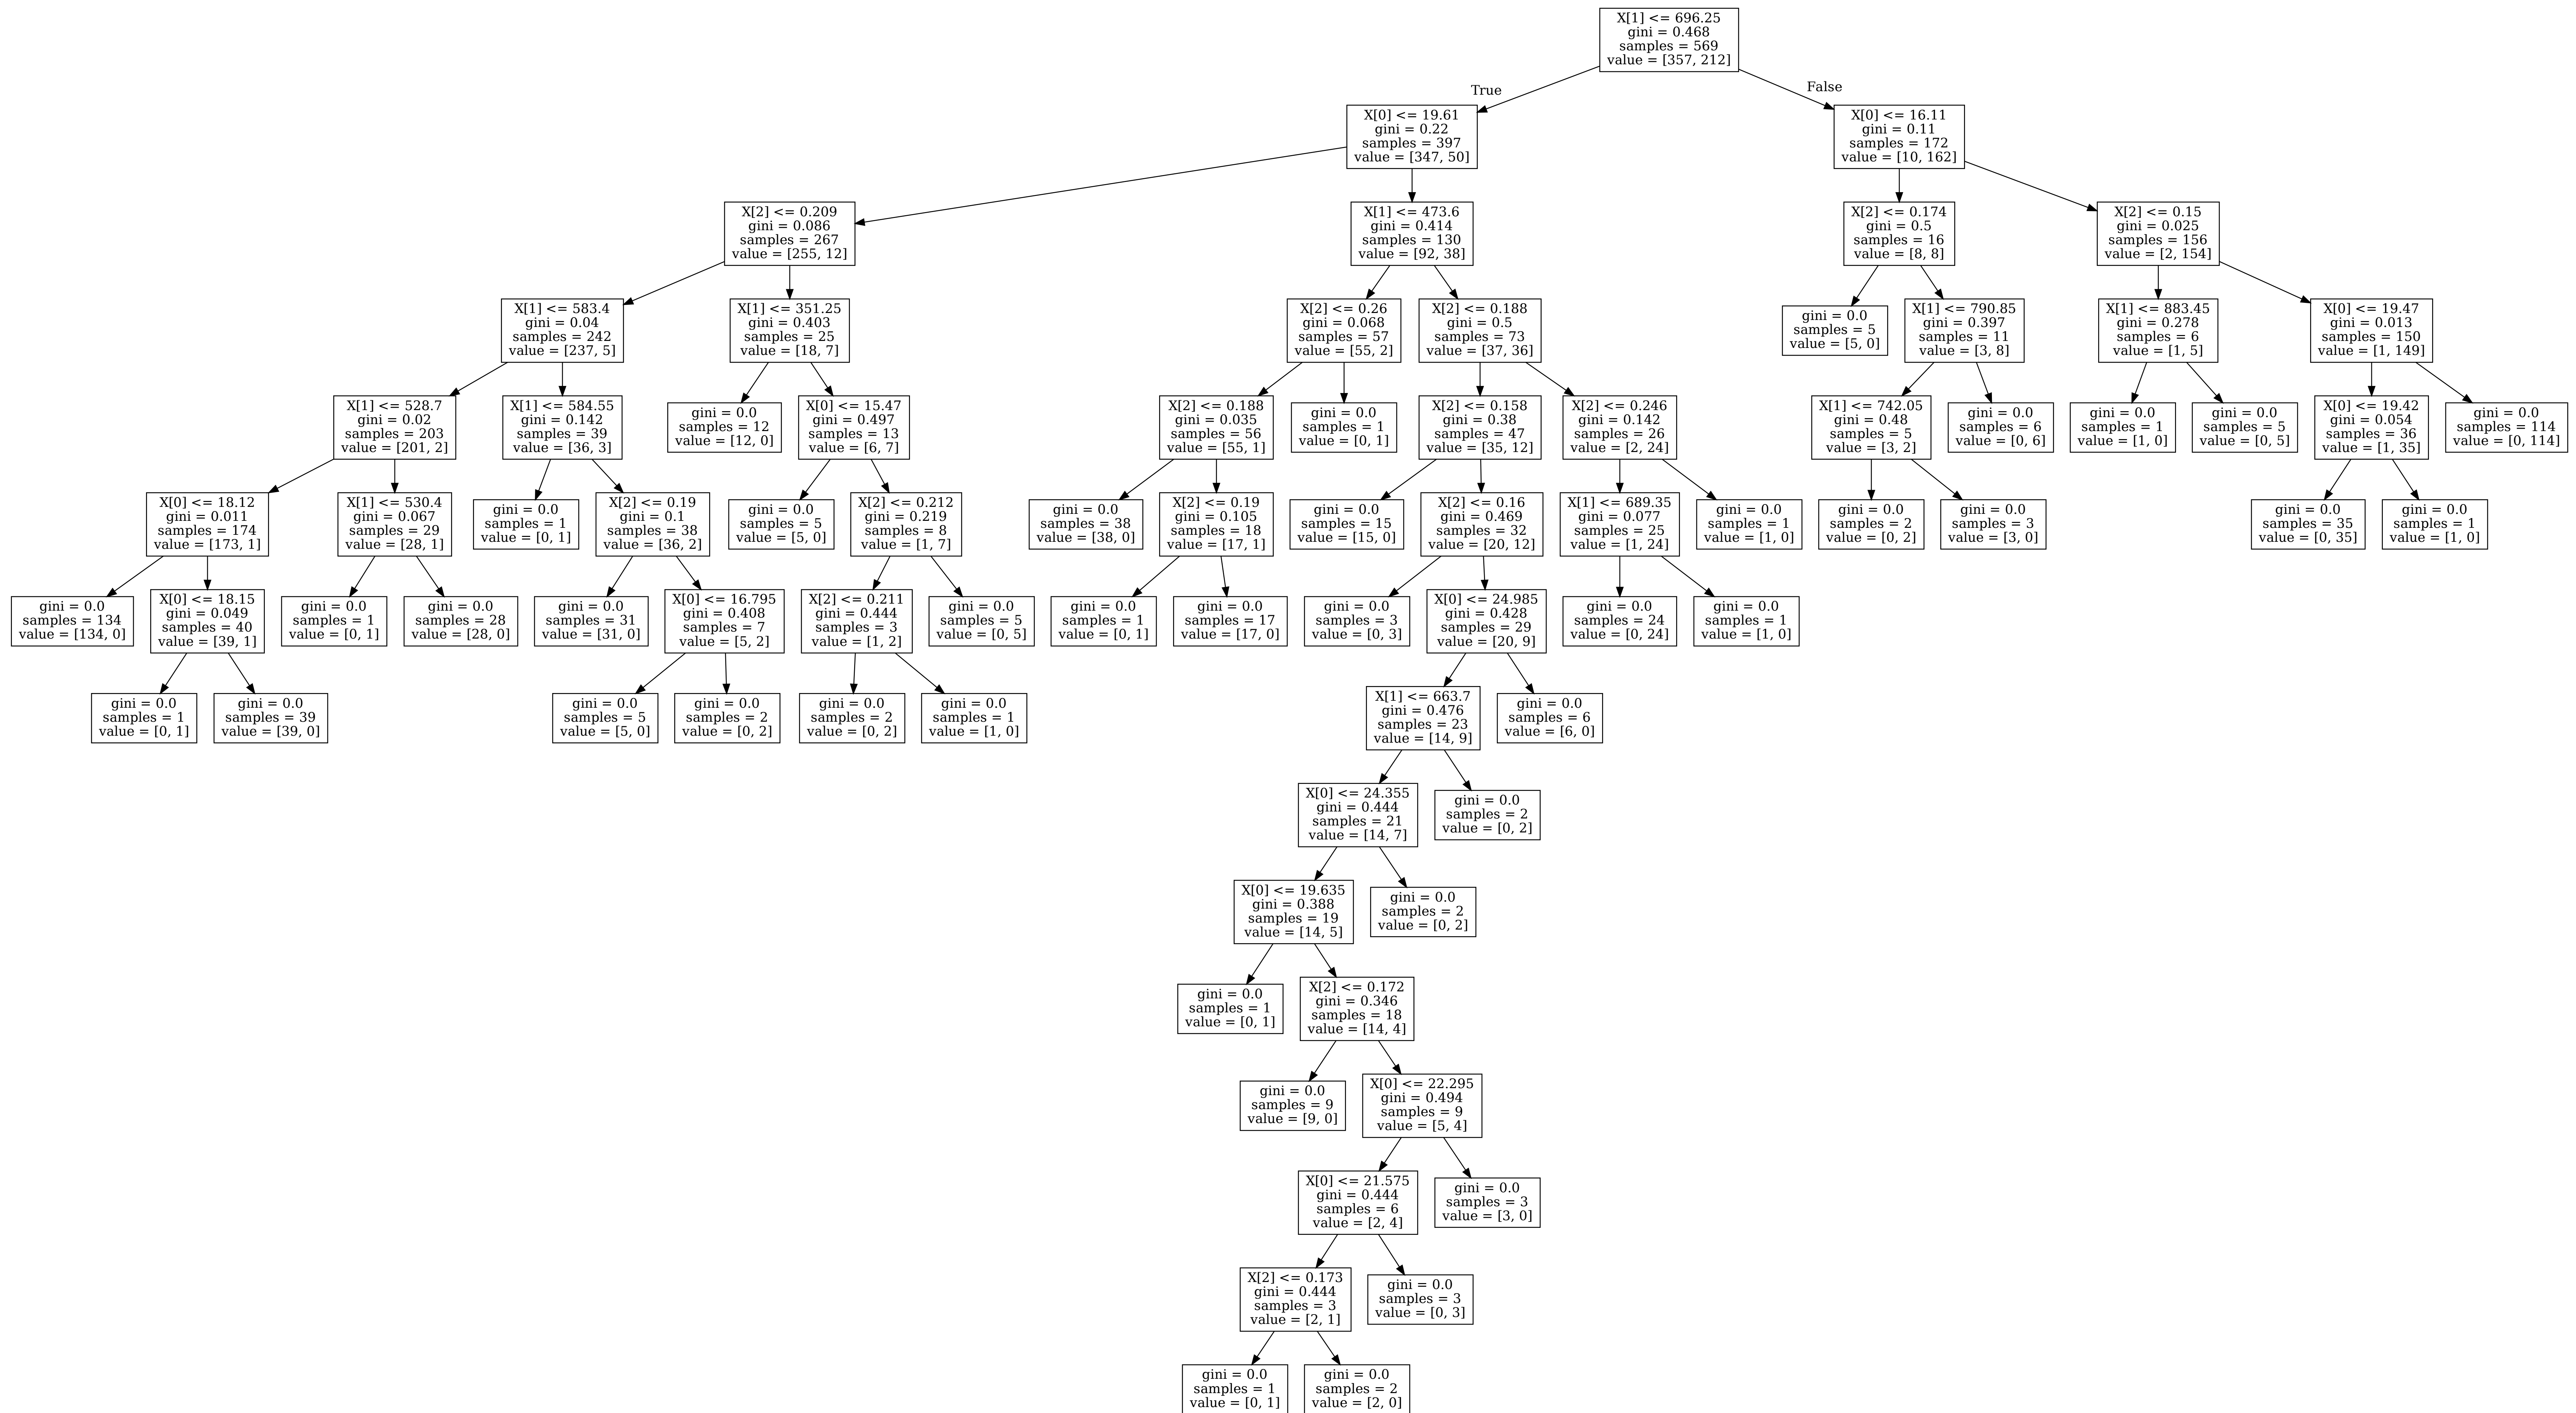 X[1] <= 696.25
gini = 0.468
samples = 569
value = [357, 212]
True
False
X[0] <= 19.61
gini = 0.22
samples = 397
value = [347, 50]
X[0] <= 16.11
gini = 0.11
samples = 172
value = [10, 162]
X[2] <= 0.209
gini = 0.086
samples = 267
value = [255, 12]
X[1] <= 473.6
gini = 0.414
samples = 130
value = [92, 38]
X[2] <= 0.174
gini = 0.5
samples = 16
value = [8, 8]
X[2] <= 0.15
gini = 0.025
samples = 156
value = [2, 154]
X[1] <= 583.4
gini = 0.04
samples = 242
value = [237, 5]
X[1] <= 351.25
gini = 0.403
samples = 25
value = [18, 7]
X[2] <= 0.26
gini = 0.068
samples = 57
value = [55, 2]
X[2] <= 0.188
gini = 0.5
samples = 73
value = [37, 36]
gini = 0.0
samples = 5
value = [5, 0]
X[1] <= 790.85
gini = 0.397
samples = 11
value = [3, 8]
X[1] <= 883.45
gini = 0.278
samples = 6
value = [1, 5]
X[0] <= 19.47
gini = 0.013
samples = 150
value = [1, 149]
X[1] <= 528.7
gini = 0.02
samples = 203
value = [201, 2]
X[1] <= 584.55
gini = 0.142
samples = 39
value = [36, 3]
gini = 0.0
samples = 12
value = [12, 0]
X[0] <= 15.47
gini = 0.497
samples = 13
value = [6, 7]
X[2] <= 0.188
gini = 0.035
samples = 56
value = [55, 1]
gini = 0.0
samples = 1
value = [0, 1]
X[2] <= 0.158
gini = 0.38
samples = 47
value = [35, 12]
X[2] <= 0.246
gini = 0.142
samples = 26
value = [2, 24]
X[1] <= 742.05
gini = 0.48
samples = 5
value = [3, 2]
gini = 0.0
samples = 6
value = [0, 6]
gini = 0.0
samples = 1
value = [1, 0]
gini = 0.0
samples = 5
value = [0, 5]
X[0] <= 19.42
gini = 0.054
samples = 36
value = [1, 35]
gini = 0.0
samples = 114
value = [0, 114]
X[0] <= 18.12
gini = 0.011
samples = 174
value = [173, 1]
X[1] <= 530.4
gini = 0.067
samples = 29
value = [28, 1]
gini = 0.0
samples = 1
value = [0, 1]
X[2] <= 0.19
gini = 0.1
samples = 38
value = [36, 2]
gini = 0.0
samples = 5
value = [5, 0]
X[2] <= 0.212
gini = 0.219
samples = 8
value = [1, 7]
gini = 0.0
samples = 38
value = [38, 0]
X[2] <= 0.19
gini = 0.105
samples = 18
value = [17, 1]
gini = 0.0
samples = 15
value = [15, 0]
X[2] <= 0.16
gini = 0.469
samples = 32
value = [20, 12]
X[1] <= 689.35
gini = 0.077
samples = 25
value = [1, 24]
gini = 0.0
samples = 1
value = [1, 0]
gini = 0.0
samples = 2
value = [0, 2]
gini = 0.0
samples = 3
value = [3, 0]
gini = 0.0
samples = 35
value = [0, 35]
gini = 0.0
samples = 1
value = [1, 0]
gini = 0.0
samples = 134
value = [134, 0]
X[0] <= 18.15
gini = 0.049
samples = 40
value = [39, 1]
gini = 0.0
samples = 1
value = [0, 1]
gini = 0.0
samples = 28
value = [28, 0]
gini = 0.0
samples = 31
value = [31, 0]
X[0] <= 16.795
gini = 0.408
samples = 7
value = [5, 2]
X[2] <= 0.211
gini = 0.444
samples = 3
value = [1, 2]
gini = 0.0
samples = 5
value = [0, 5]
gini = 0.0
samples = 1
value = [0, 1]
gini = 0.0
samples = 17
value = [17, 0]
gini = 0.0
samples = 3
value = [0, 3]
X[0] <= 24.985
gini = 0.428
samples = 29
value = [20, 9]
gini = 0.0
samples = 24
value = [0, 24]
gini = 0.0
samples = 1
value = [1, 0]
gini = 0.0
samples = 1
value = [0, 1]
gini = 0.0
samples = 39
value = [39, 0]
gini = 0.0
samples = 5
value = [5, 0]
gini = 0.0
samples = 2
value = [0, 2]
gini = 0.0
samples = 2
value = [0, 2]
gini = 0.0
samples = 1
value = [1, 0]
X[1] <= 663.7
gini = 0.476
samples = 23
value = [14, 9]
gini = 0.0
samples = 6
value = [6, 0]
X[0] <= 24.355
gini = 0.444
samples = 21
value = [14, 7]
gini = 0.0
samples = 2
value = [0, 2]
X[0] <= 19.635
gini = 0.388
samples = 19
value = [14, 5]
gini = 0.0
samples = 2
value = [0, 2]
gini = 0.0
samples = 1
value = [0, 1]
X[2] <= 0.172
gini = 0.346
samples = 18
value = [14, 4]
gini = 0.0
samples = 9
value = [9, 0]
X[0] <= 22.295
gini = 0.494
samples = 9
value = [5, 4]
X[0] <= 21.575
gini = 0.444
samples = 6
value = [2, 4]
gini = 0.0
samples = 3
value = [3, 0]
X[2] <= 0.173
gini = 0.444
samples = 3
value = [2, 1]
gini = 0.0
samples = 3
value = [0, 3]
gini = 0.0
samples = 1
value = [0, 1]
gini = 0.0
samples = 2
value = [2, 0]